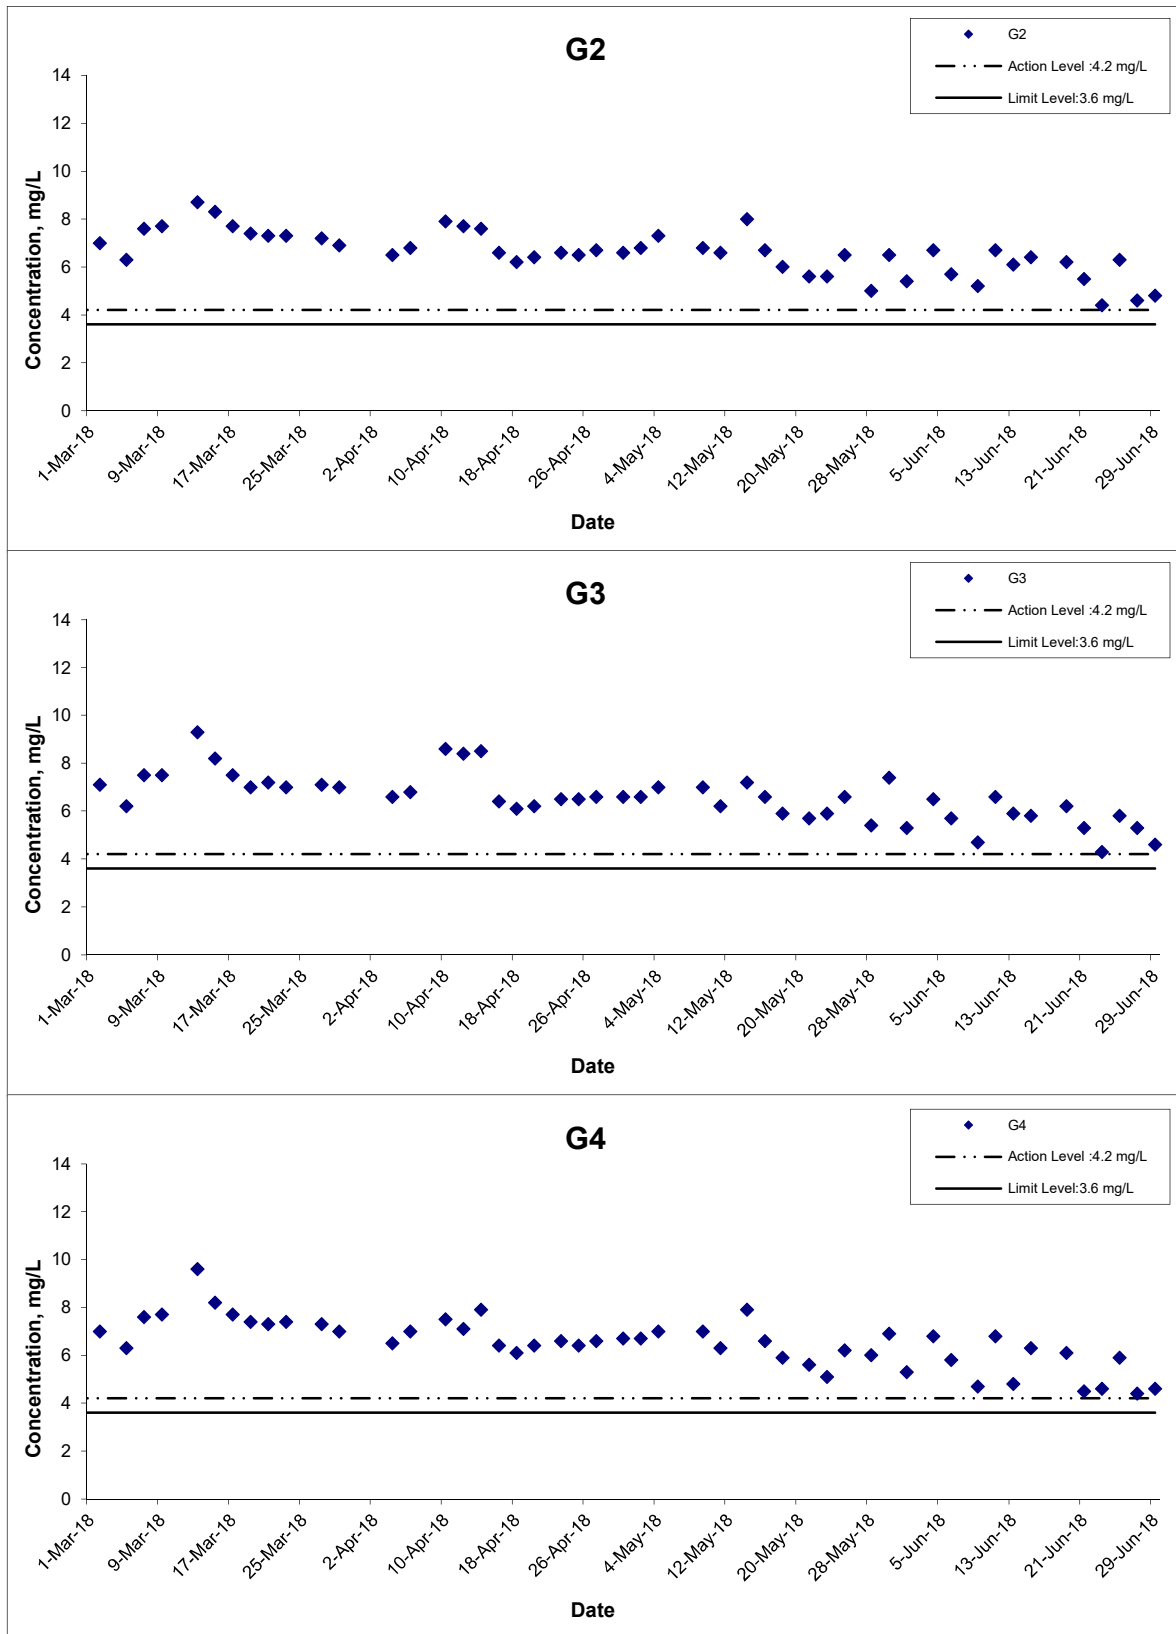 G2
G2
Action Level :4.2 mg/L
Limit Level:3.6 mg/L
Concentration, mg/L
14
12
10
8
6
4
2
0
1-Mar-18
9-Mar-18
17-Mar-18
25-Mar-18
2-Apr-18
10-Apr-18
18-Apr-18
26-Apr-18
4-May-18
12-May-18
20-May-18
28-May-18
5-Jun-18
13-Jun-18
21-Jun-18
29-Jun-18
Date
G3
G3
Action Level :4.2 mg/L
Limit Level:3.6 mg/L
Concentration, mg/L
14
12
10
8
6
4
2
0
1-Mar-18
9-Mar-18
17-Mar-18
25-Mar-18
2-Apr-18
10-Apr-18
18-Apr-18
26-Apr-18
4-May-18
12-May-18
20-May-18
28-May-18
5-Jun-18
13-Jun-18
21-Jun-18
29-Jun-18
Date
G4
G4
Action Level :4.2 mg/L
Limit Level:3.6 mg/L
Concentration, mg/L
14
12
10
8
6
4
2
0
1-Mar-18
9-Mar-18
17-Mar-18
25-Mar-18
2-Apr-18
10-Apr-18
18-Apr-18
26-Apr-18
4-May-18
12-May-18
20-May-18
28-May-18
5-Jun-18
13-Jun-18
21-Jun-18
29-Jun-18
Date